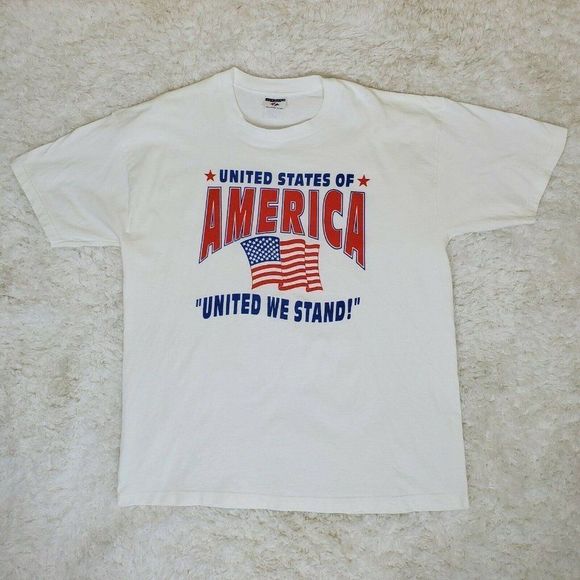 UNITED STATES OF
AMERICA
"UNITED WE STAND!"